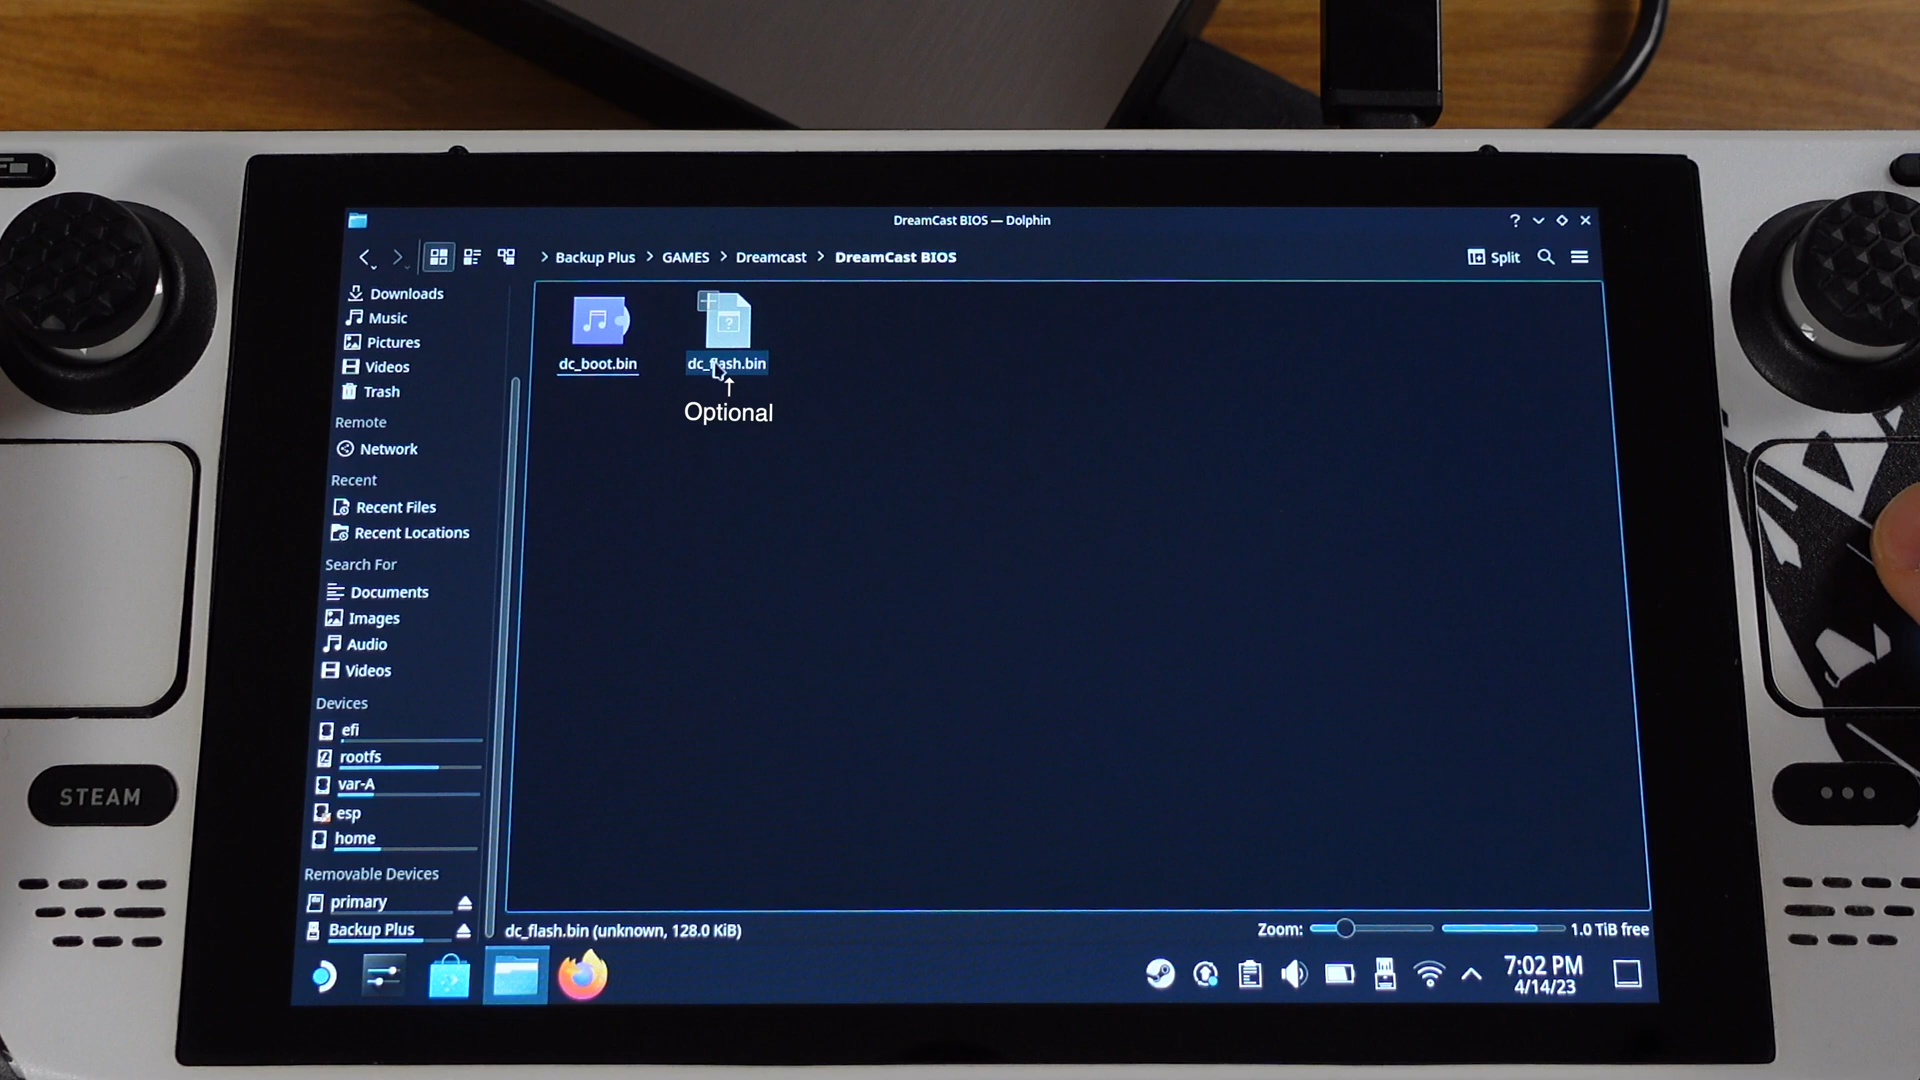 DreamCast BIOS — Dolphin
Backup Plus > GAMES > Dreamcast > DreamCast BIOS
Split
Downloads
Music
Pictures
Videos
Trash
Remote
Network
Recent
Recent Files
Recent Locations
Search For
Documents
Images
Audio
Videos
Devices
efi
rootfs
var-A
esp
home
Removable Devices
primary
Backup Plus
dc_boot.bin
dc_flash.bin
Optional
dc_flash.bin (unknown, 128.0 KiB)
Zoom:
1.0 TiB free
7:02 PM
4/14/23
STEAM